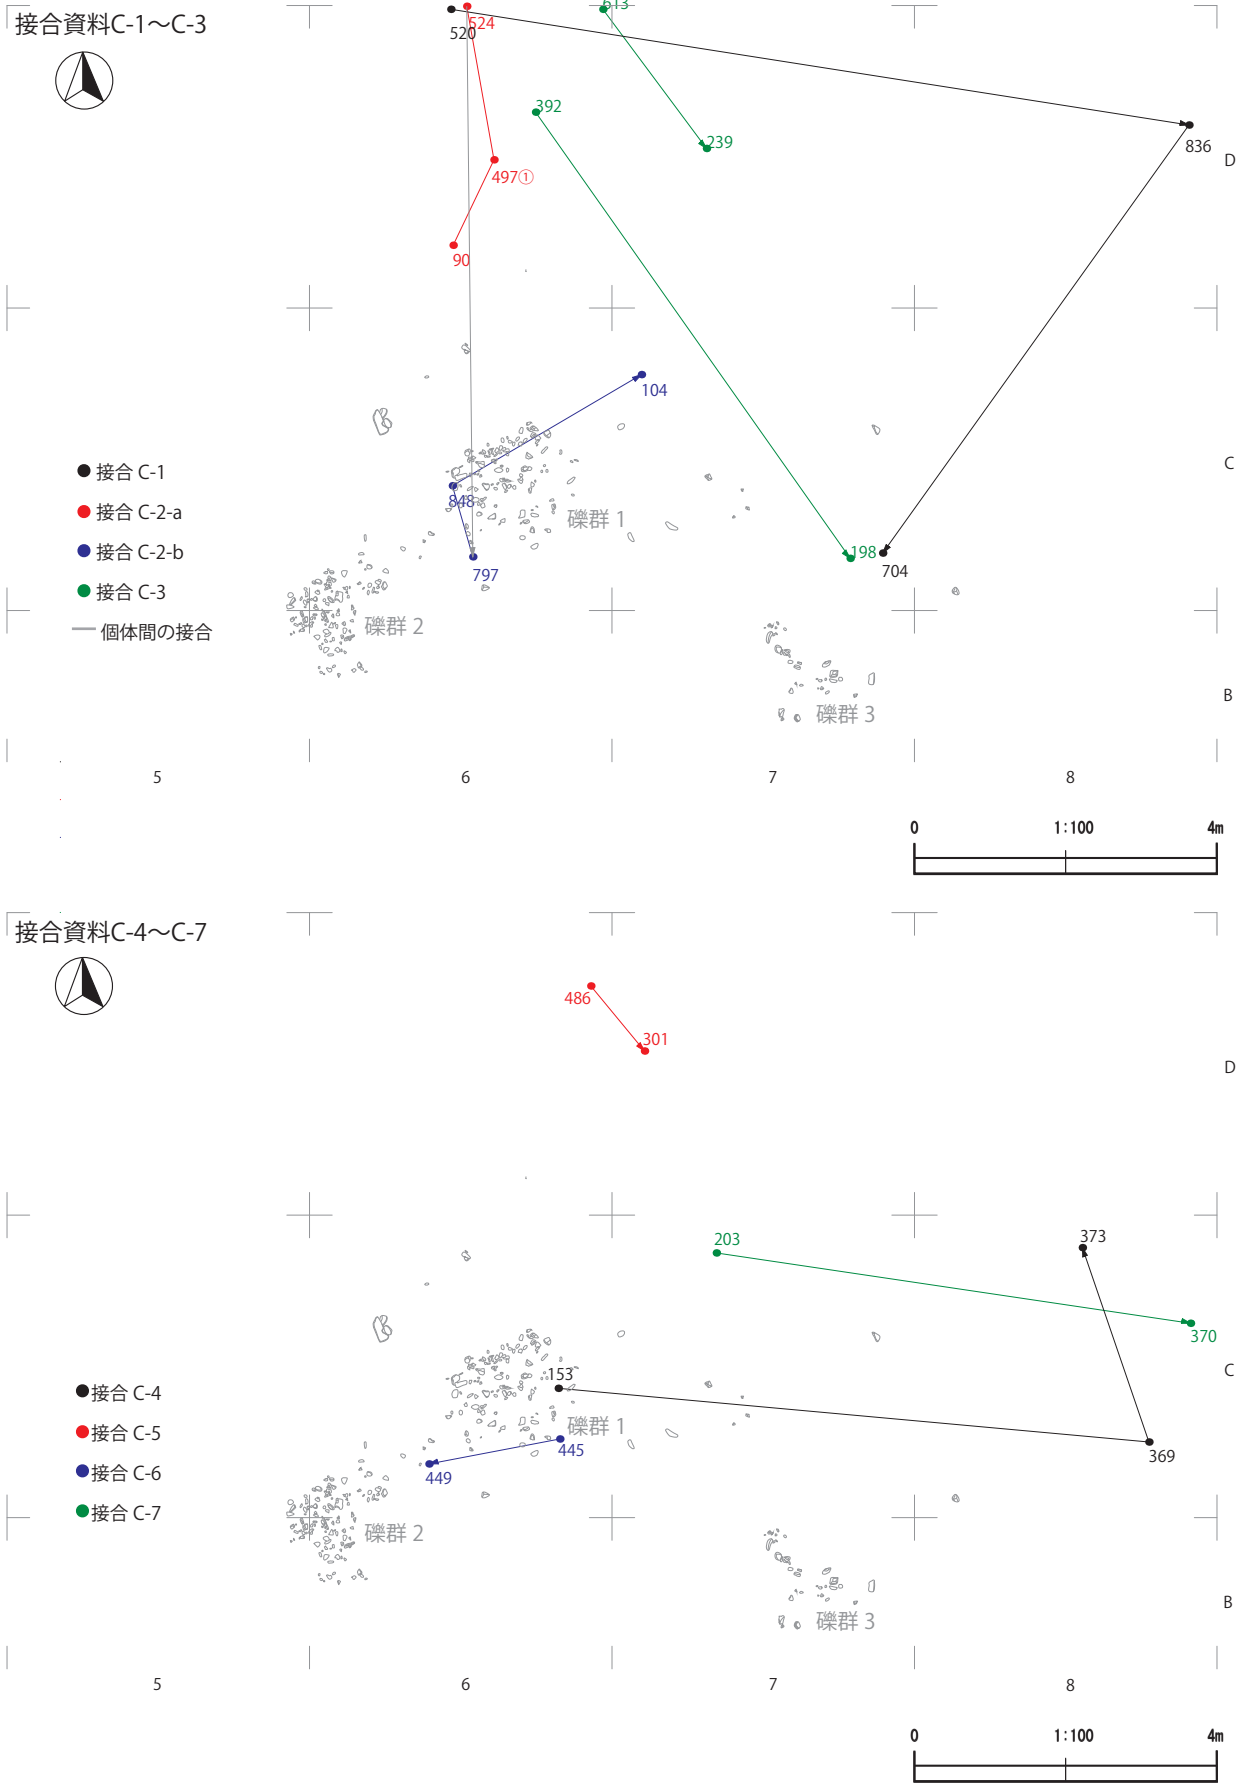 接合資料C-1～C-3
613
524
520
392
239
836
D
497①
90
104
C
接合 C-1
接合 C-2-a
接合 C-2-b
接合 C-3
個体間の接合
848
礫群 1
797
198
704
礫群 2
礫群 3
B
5
6
7
8
0
1:100
4m
接合資料C-4～C-7
486
301
D
203
373
370
C
153
接合 C-4
接合 C-5
接合 C-6
接合 C-7
礫群 1
445
449
369
礫群 2
礫群 3
B
5
6
7
8
0
1:100
4m